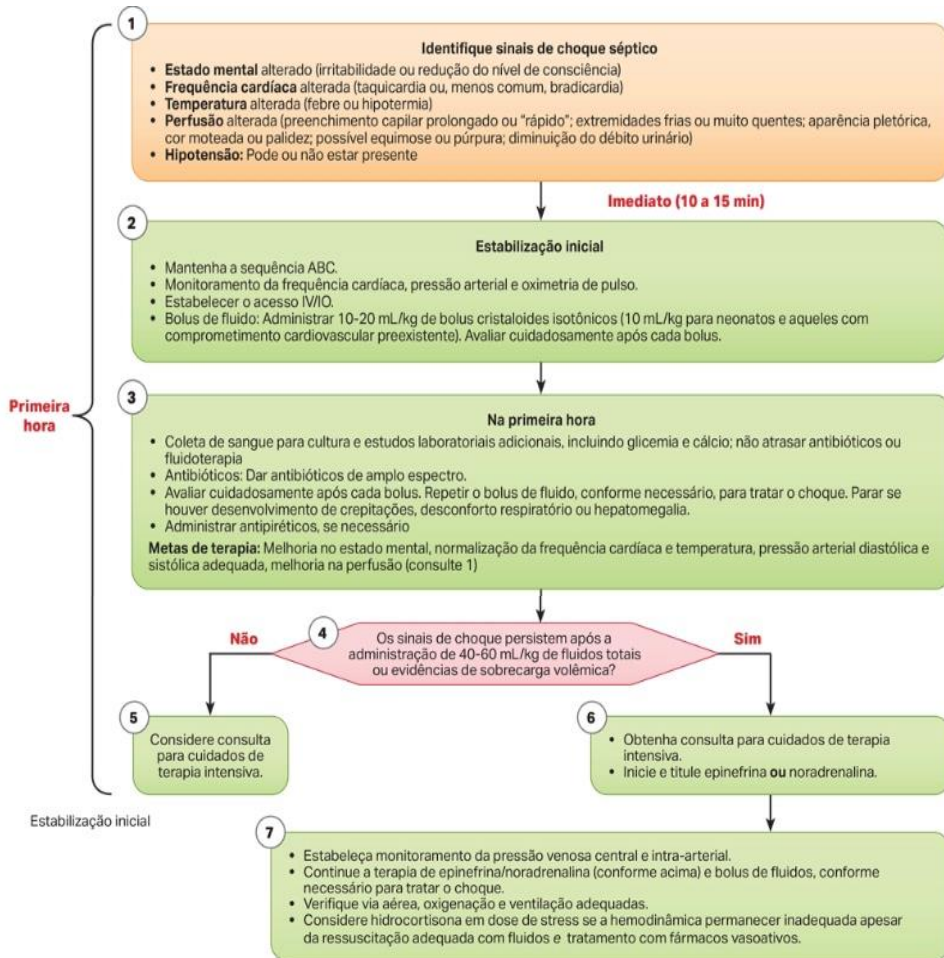 1
Identifique sinais de choque séptico
• Estado mental alterado (irritabilidade ou redução do nível de consciência)
• Frequência cardíaca alterada (taquicardia ou, menos comum, bradicardia)
• Temperatura alterada (febre ou hipotermia)
• Perfusão alterada (preenchimento capilar prolongado ou “rápido”; extremidades frias ou muito quentes; aparência pletórica,
cor moteada ou palidez; possível equimose ou púrpura; diminuição do débito urinário)
• Hipotensão: Pode ou não estar presente
Imediato (10 a 15 min)
2
Estabilização inicial
• Mantenha a sequência ABC.
• Monitoramento da frequência cardíaca, pressão arterial e oximetria de pulso.
• Estabelecer o acesso IV/IO.
• Bolus de fluido: Administrar 10-20 mL/kg de bolus cristaloides isotônicos (10 mL/kg para neonatos e aqueles com
comprometimento cardiovascular preexistente). Avaliar cuidadosamente após cada bolus.
Primeira
hora
3
Na primeira hora
• Coleta de sangue para cultura e estudos laboratoriais adicionais, incluindo glicemia e cálcio; não atrasar antibióticos ou
fluidoterapia
• Antibióticos: Dar antibióticos de amplo espectro.
• Avaliar cuidadosamente após cada bolus. Repetir o bolus de fluido, conforme necessário, para tratar o choque. Parar se
houver desenvolvimento de crepitações, desconforto respiratório ou hepatomegalia.
• Administrar antipiréticos, se necessário
Metas de terapia: Melhoria no estado mental, normalização da frequência cardíaca e temperatura, pressão arterial diastólica e
sistólica adequada, melhoria na perfusão (consulte 1)
Não
4
Os sinais de choque persistem após a
administração de 40-60 mL/kg de fluidos totais
ou evidências de sobrecarga volêmica?
Sim
5
Considere consulta
para cuidados de
terapia intensiva.
6
• Obtenha consulta para cuidados de terapia
intensiva.
• Inicie e titule epinefrina ou noradrenalina.
Estabilização inicial
7
• Estabeleça monitoramento da pressão venosa central e intra-arterial.
• Continue a terapia de epinefrina/noradrenalina (conforme acima) e bolus de fluidos, conforme
necessário para tratar o choque.
• Verifique via aérea, oxigenação e ventilação adequadas.
• Considere hidrocortisona em dose de stress se a hemodinâmica permanecer inadequada apesar
da ressuscitação adequada com fluidos e tratamento com fármacos vasoativos.